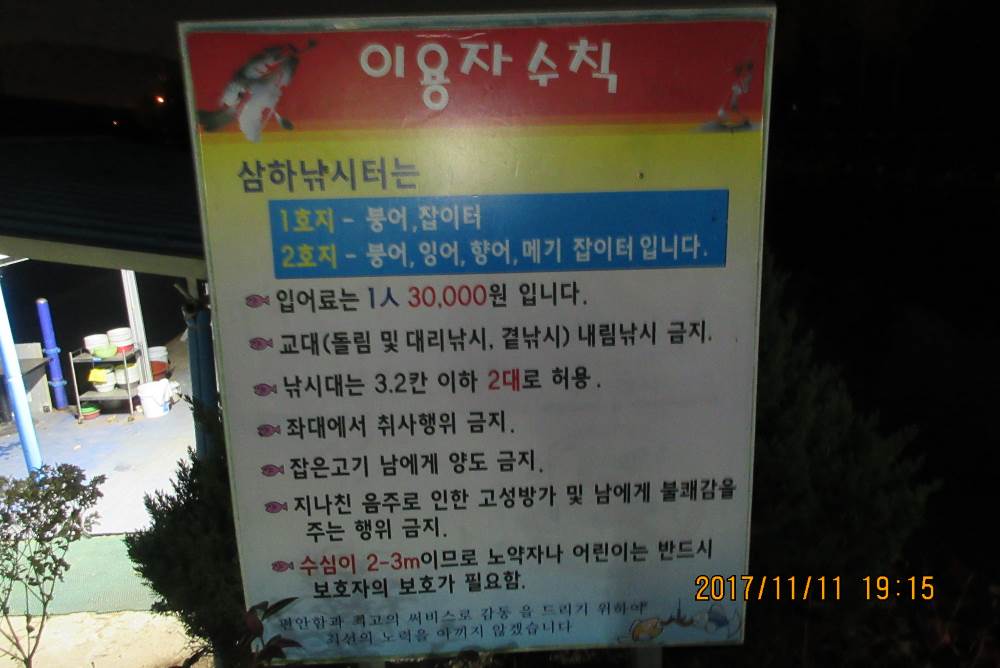 이용자 수칙
삼하낚시터는
1호지 - 붕어,잡이터
2호지 - 붕어,잉어,향어,메기 잡이터입니다.
입어료는 1人 30,000원 입니다.
교대(돌림 및 대리낚시, 곁낚시) 내림낚시 금지.
낚시대는 3.2칸 이하 2대로 허용.
좌대에서 취사행위 금지.
잡은고기 남에게 양도 금지.
지나친 음주로 인한 고성방가 및 남에게 불쾌감을
주는 행위 금지.
수심이 2-3m이므로 노약자나 어린이는 반드시
보호자의 보호가 필요함.
편안함과 최고의 써비스로 감동을 드리기 위하여
최선의 노력을 아끼지 않겠습니다
2017/11/11 19:15